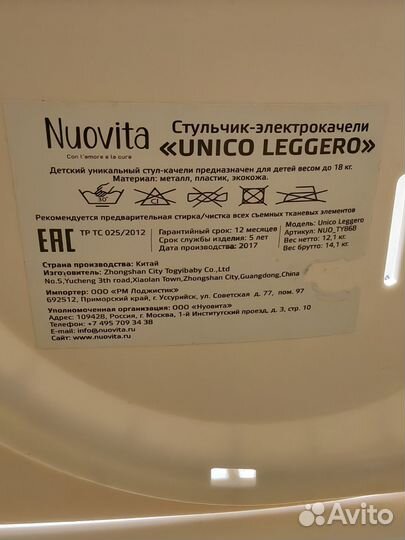 Nuovita
Con l'amore e la cura
Стульчик-электрокачели
«UNICO LEGGERO»
Детский уникальный стул-качели предназначен для детей весом до 18 кг.
Материал: металл, пластик, экокожа.
30°
CL
Рекомендуется предварительная стирка/чистка всех съемных тканевых элементов
EAC
ТР ТС 025/2012
Гарантийный срок: 12 месяцев
Срок службы изделия: 5 лет
Дата производства: 2017
Модель: Unico Leggero
Артикул: NUO_TY868
Вес нетто: 12,1 кг
Вес брутто: 14,1 кг
Страна производства: Китай
Изготовитель: Zhongshan City Togyibaby Co.,Ltd
No.5,Yucheng 3th road,Xiaolan Town,Zhongshan City,Guangdong,China
Импортер: ООО «РМ Лоджистик»
692512, Приморский край, г. Уссурийск, ул. Советская д. 77, пом. 97
Уполномоченная организация: ООО «Нуовита»
Адрес: 109428, Россия, г. Москва, 1-й Институтский проезд, д. 3, стр. 10
Телефон: +7 495 709 34 38
E-mail: info@nuovita.ru
Сайт: www.nuovita.ru
Avito